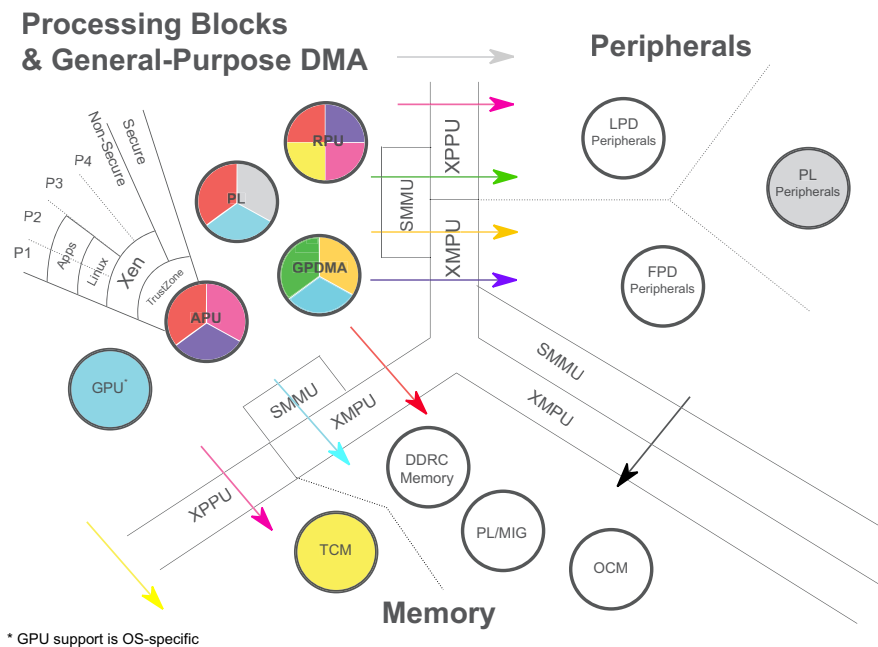 Processing Blocks
& General-Purpose DMA
Peripherals
Secure
Non-Secure
P4
P3
P2
P1
Apps
Linux
Xen
TrustZone
RPU
PL
GPDMA
APU
GPU*
SMMU
XPPU
XMPU
LPD
Peripherals
PL
Peripherals
FPD
Peripherals
SMMU
XMPU
SMMU
XMPU
XPPU
DDRC
Memory
PL/MIG
TCM
OCM
Memory
* GPU support is OS-specific